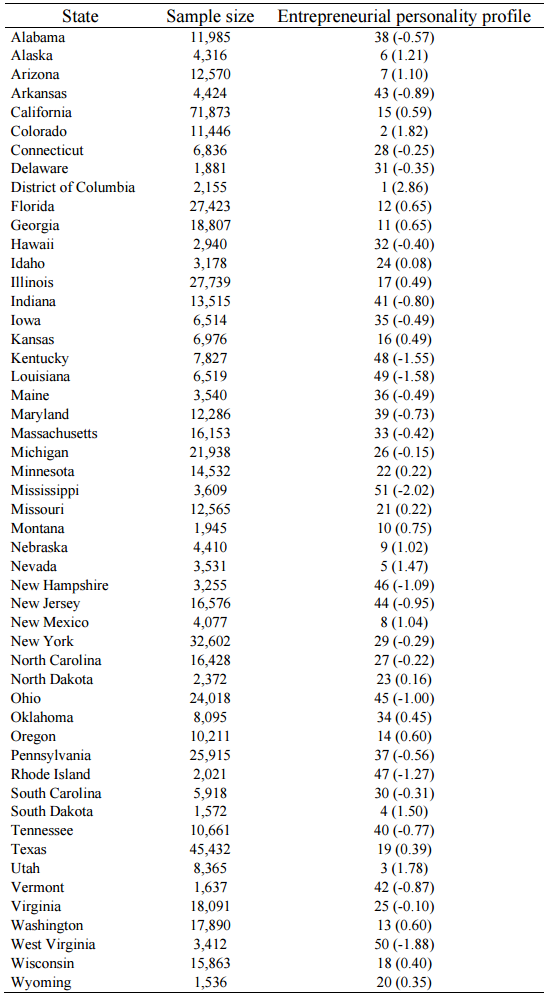 State Sample size Entrepreneurial personality profile
Alabama 11,985 38 (-0.57)
Alaska 4,316 6 (1.21)
Arizona 12,570 7 (1.10)
Arkansas 4,424 43 (-0.89)
California 71,873 15 (0.59)
Colorado 11,446 2 (1.82)
Connecticut 6,836 28 (-0.25)
Delaware 1,881 31 (-0.35)
District of Columbia 2,155 1 (2.86)
Florida 27,423 12 (0.65)
Georgia 18,807 11 (0.65)
Hawaii 2,940 32 (-0.40)
Idaho 3,178 24 (0.08)
Illinois 27,739 17 (0.49)
Indiana 13,515 41 (-0.80)
Iowa 6,514 35 (-0.49)
Kansas 6,976 16 (0.49)
Kentucky 7,827 48 (-1.55)
Louisiana 6,519 49 (-1.58)
Maine 3,540 36 (-0.49)
Maryland 12,286 39 (-0.73)
Massachusetts 16,153 33 (-0.42)
Michigan 21,938 26 (-0.15)
Minnesota 14,532 22 (0.22)
Mississippi 3,609 51 (-2.02)
Missouri 12,565 21 (0.22)
Montana 1,945 10 (0.75)
Nebraska 4,410 9 (1.02)
Nevada 3,531 5 (1.47)
New Hampshire 3,255 46 (-1.09)
New Jersey 16,576 44 (-0.95)
New Mexico 4,077 8 (1.04)
New York 32,602 29 (-0.29)
North Carolina 16,428 27 (-0.22)
North Dakota 2,372 23 (0.16)
Ohio 24,018 45 (-1.00)
Oklahoma 8,095 34 (0.45)
Oregon 10,211 14 (0.60)
Pennsylvania 25,915 37 (-0.56)
Rhode Island 2,021 47 (-1.27)
South Carolina 5,918 30 (-0.31)
South Dakota 1,572 4 (1.50)
Tennessee 10,661 40 (-0.77)
Texas 45,432 19 (0.39)
Utah 8,365 3 (1.78)
Vermont 1,637 42 (-0.87)
Virginia 18,091 25 (-0.10)
Washington 17,890 13 (0.60)
West Virginia 3,412 50 (-1.88)
Wisconsin 15,863 18 (0.40)
Wyoming 1,536 20 (0.35)